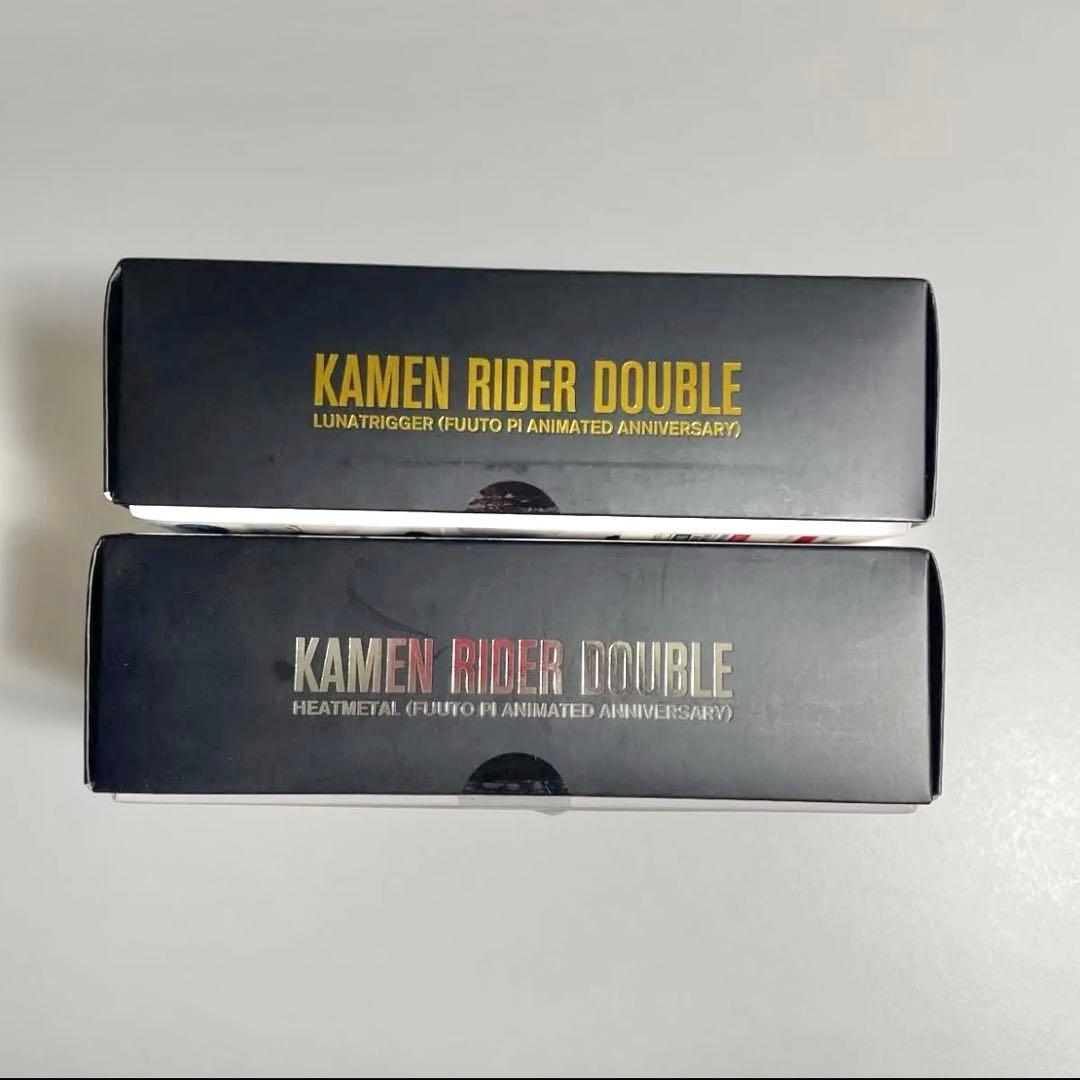 KAMEN RIDER DOUBLE
LUNATRIGGER (FUUTO PI ANIMATED ANNIVERSARY)
KAMEN RIDER DOUBLE
HEATMETAL (FUUTO PI ANIMATED ANNIVERSARY)